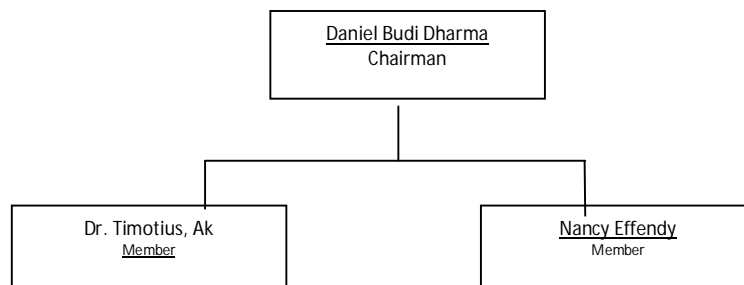 Daniel Budi Dharma
Chairman
Dr. Timotius, Ak
Member
Nancy Effendy
Member